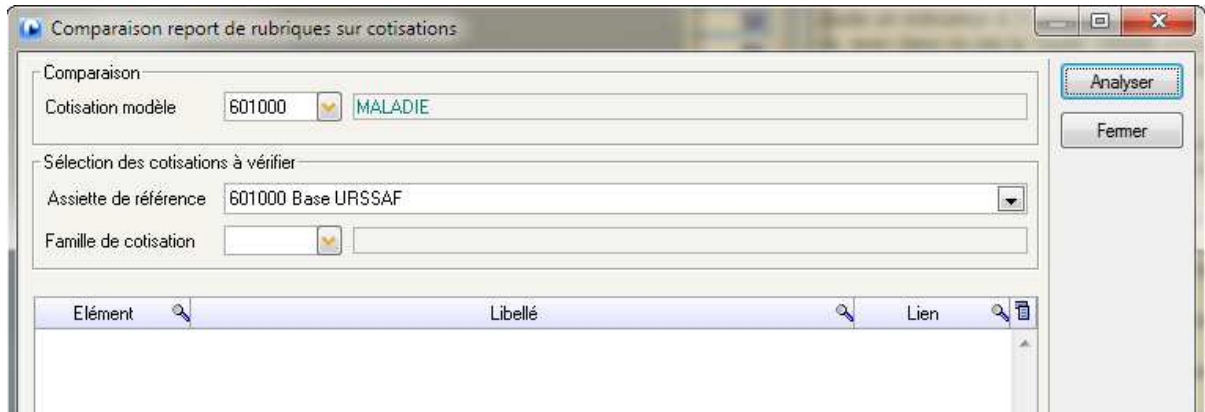 Comparaison report de rubriques sur cotisations
Comparaison
Cotisation modèle 601000 MALADIE
Analyser
Fermer
Sélection des cotisations à vérifier
Assiette de référence 601000 Base URSSAF
Famille de cotisation
Elément Libellé Lien